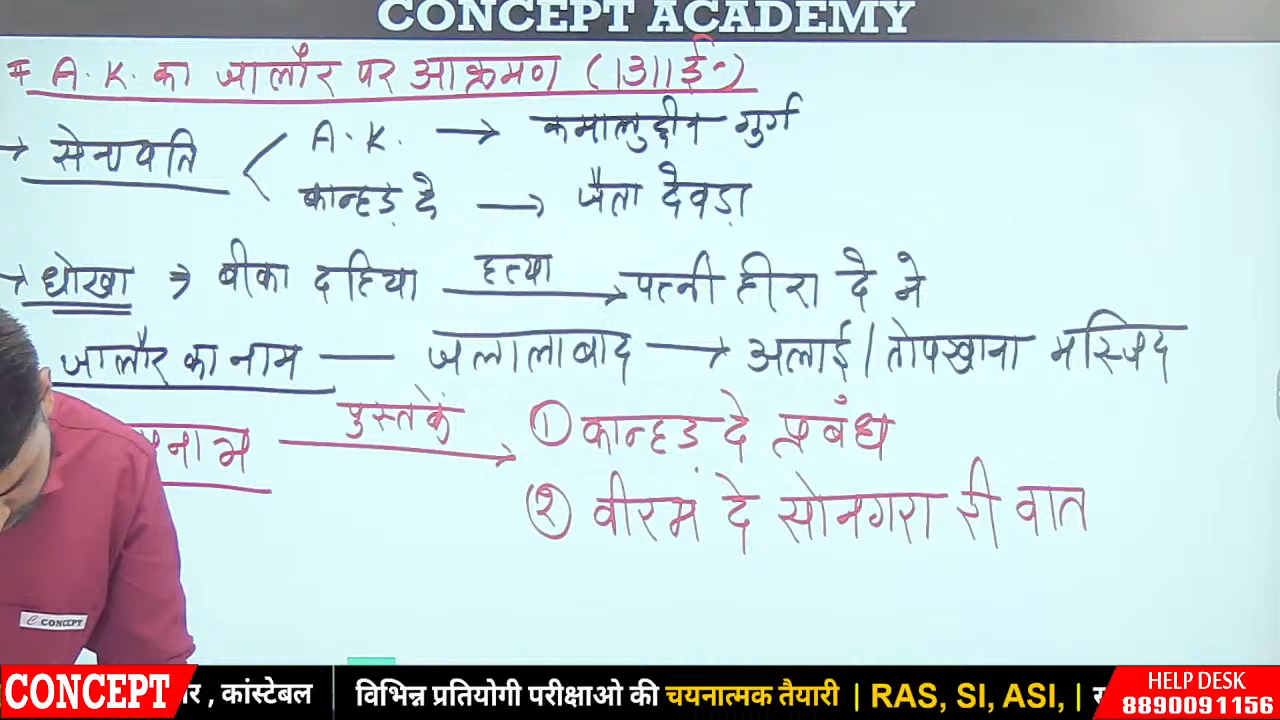 CONCEPT ACADEMY
* A. K. का जालौर पर आक्रमण (1311ई॰)
→ सेनापति < A. K. → कमालुद्दीन गुर्ग
कान्हड़ दे → जैता देवड़ा
→ धोखा ⇒ बीका दहिया हत्या → पत्नी हीरा दे ने
जालौर का नाम — जलालाबाद → अलाई / तोपखाना मस्जिद
नाभ पुस्तकें → ① कान्हड़ दे प्रबंध
② वीरम दे सोनगरा री वात
C CONCEPT
CONCEPT र , कांस्टेबल विभिन्न प्रतियोगी परीक्षाओ की चयनात्मक तैयारी | RAS, SI, ASI, |
HELP DESK
8890091156